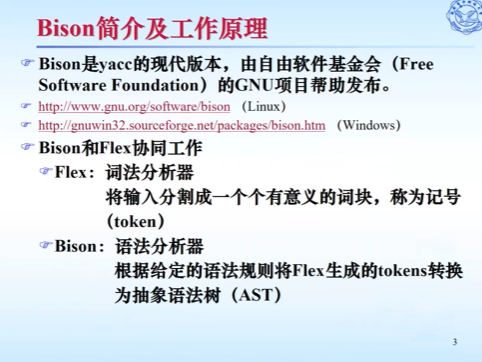 Bison简介及工作原理
Bison是yacc的现代版本，由自由软件基金会（Free
Software Foundation）的GNU项目帮助发布。
http://www.gnu.org/software/bison （Linux）
http://gnuwin32.sourceforge.net/packages/bison.htm （Windows）
Bison和Flex协同工作
Flex：词法分析器
将输入分割成一个个有意义的词块，称为记号
（token）
Bison：语法分析器
根据给定的语法规则将Flex生成的tokens转换
为抽象语法树（AST）
3